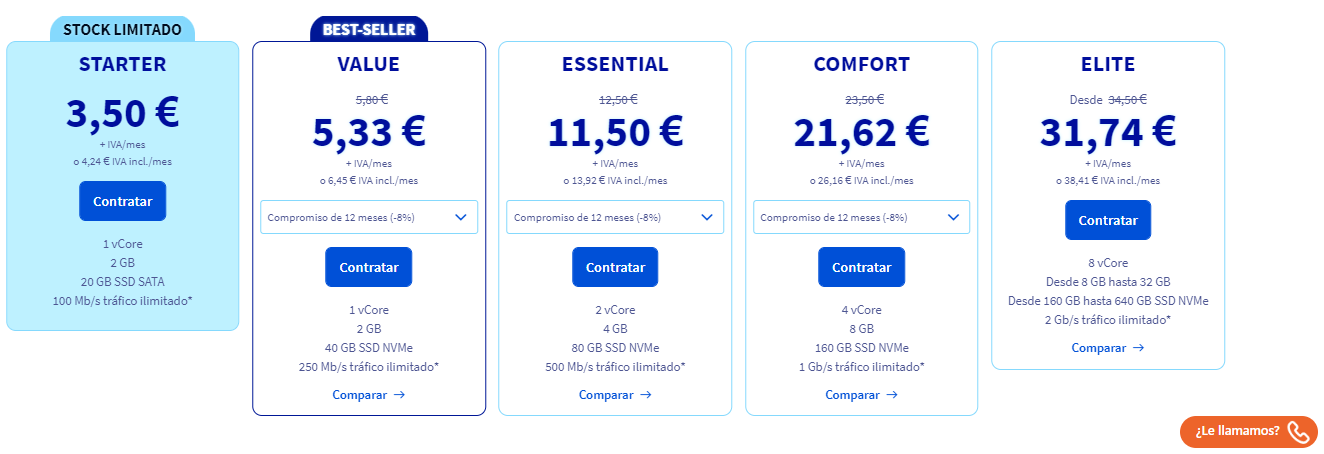 STOCK LIMITADO
STARTER
3,50 €
+ IVA/mes
o 4,24 € IVA incl./mes
Contratar
1 vCore
2 GB
20 GB SSD SATA
100 Mb/s tráfico ilimitado*
BEST-SELLER
VALUE
5,80 €
5,33 €
+ IVA/mes
o 6,45 € IVA incl./mes
Compromiso de 12 meses (-8%)
Contratar
1 vCore
2 GB
40 GB SSD NVMe
250 Mb/s tráfico ilimitado*
Comparar →
ESSENTIAL
12,50 €
11,50 €
+ IVA/mes
o 13,92 € IVA incl./mes
Compromiso de 12 meses (-8%)
Contratar
2 vCore
4 GB
80 GB SSD NVMe
500 Mb/s tráfico ilimitado*
Comparar →
COMFORT
23,50 €
21,62 €
+ IVA/mes
o 26,16 € IVA incl./mes
Compromiso de 12 meses (-8%)
Contratar
4 vCore
8 GB
160 GB SSD NVMe
1 Gb/s tráfico ilimitado*
Comparar →
ELITE
Desde 34,50 €
31,74 €
+ IVA/mes
o 38,41 € IVA incl./mes
Contratar
8 vCore
Desde 8 GB hasta 32 GB
Desde 160 GB hasta 640 GB SSD NVMe
2 Gb/s tráfico ilimitado*
Comparar →
¿Le llamamos?